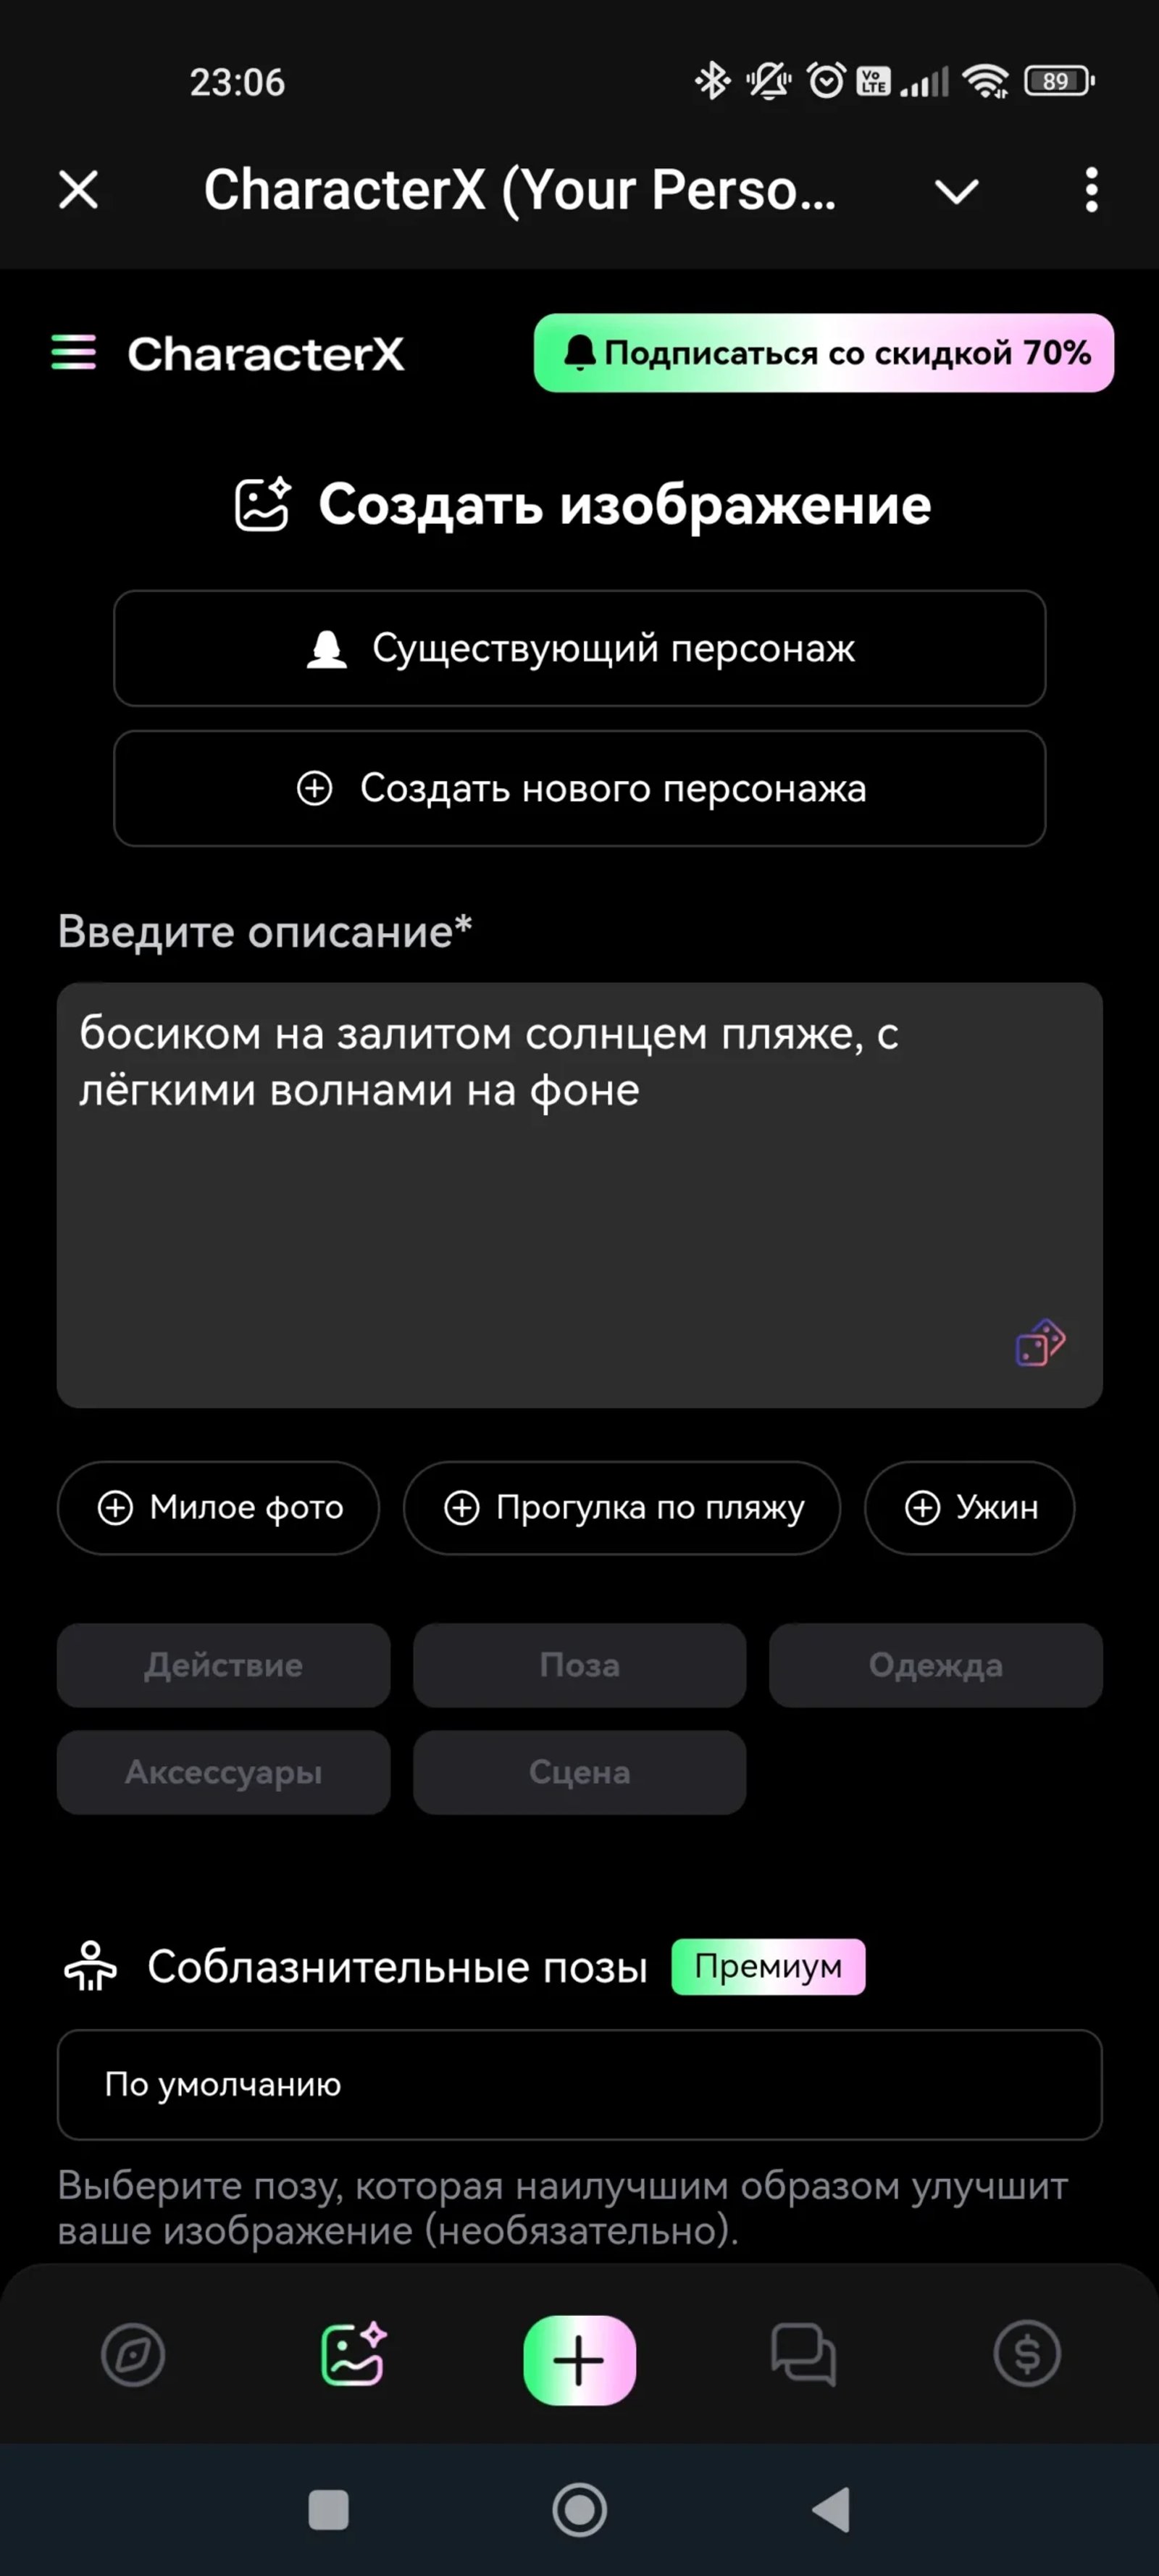 23:06
Vo LTE
89
CharacterX (Your Perso...
CharacterX
Подписаться со скидкой 70%
Создать изображение
Существующий персонаж
Создать нового персонажа
Введите описание*
босиком на залитом солнцем пляже, с
лёгкими волнами на фоне
Милое фото
Прогулка по пляжу
Ужин
Действие
Поза
Одежда
Аксессуары
Сцена
Соблазнительные позы
Премиум
По умолчанию
Выберите позу, которая наилучшим образом улучшит
ваше изображение (необязательно).